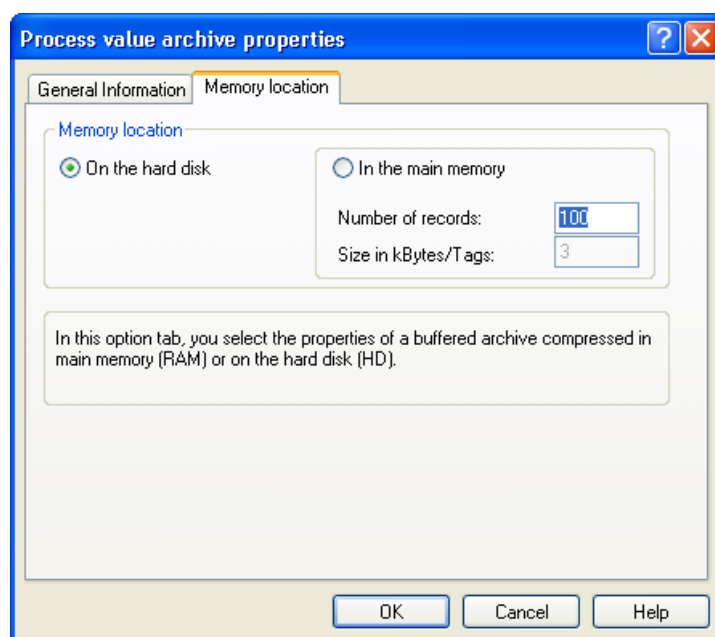 Process value archive properties
General Information
Memory location
Memory location
On the hard disk
In the main memory
Number of records:
100
Size in kBytes/Tags:
3
In this option tab, you select the properties of a buffered archive compressed in
main memory (RAM) or on the hard disk (HD).
OK
Cancel
Help